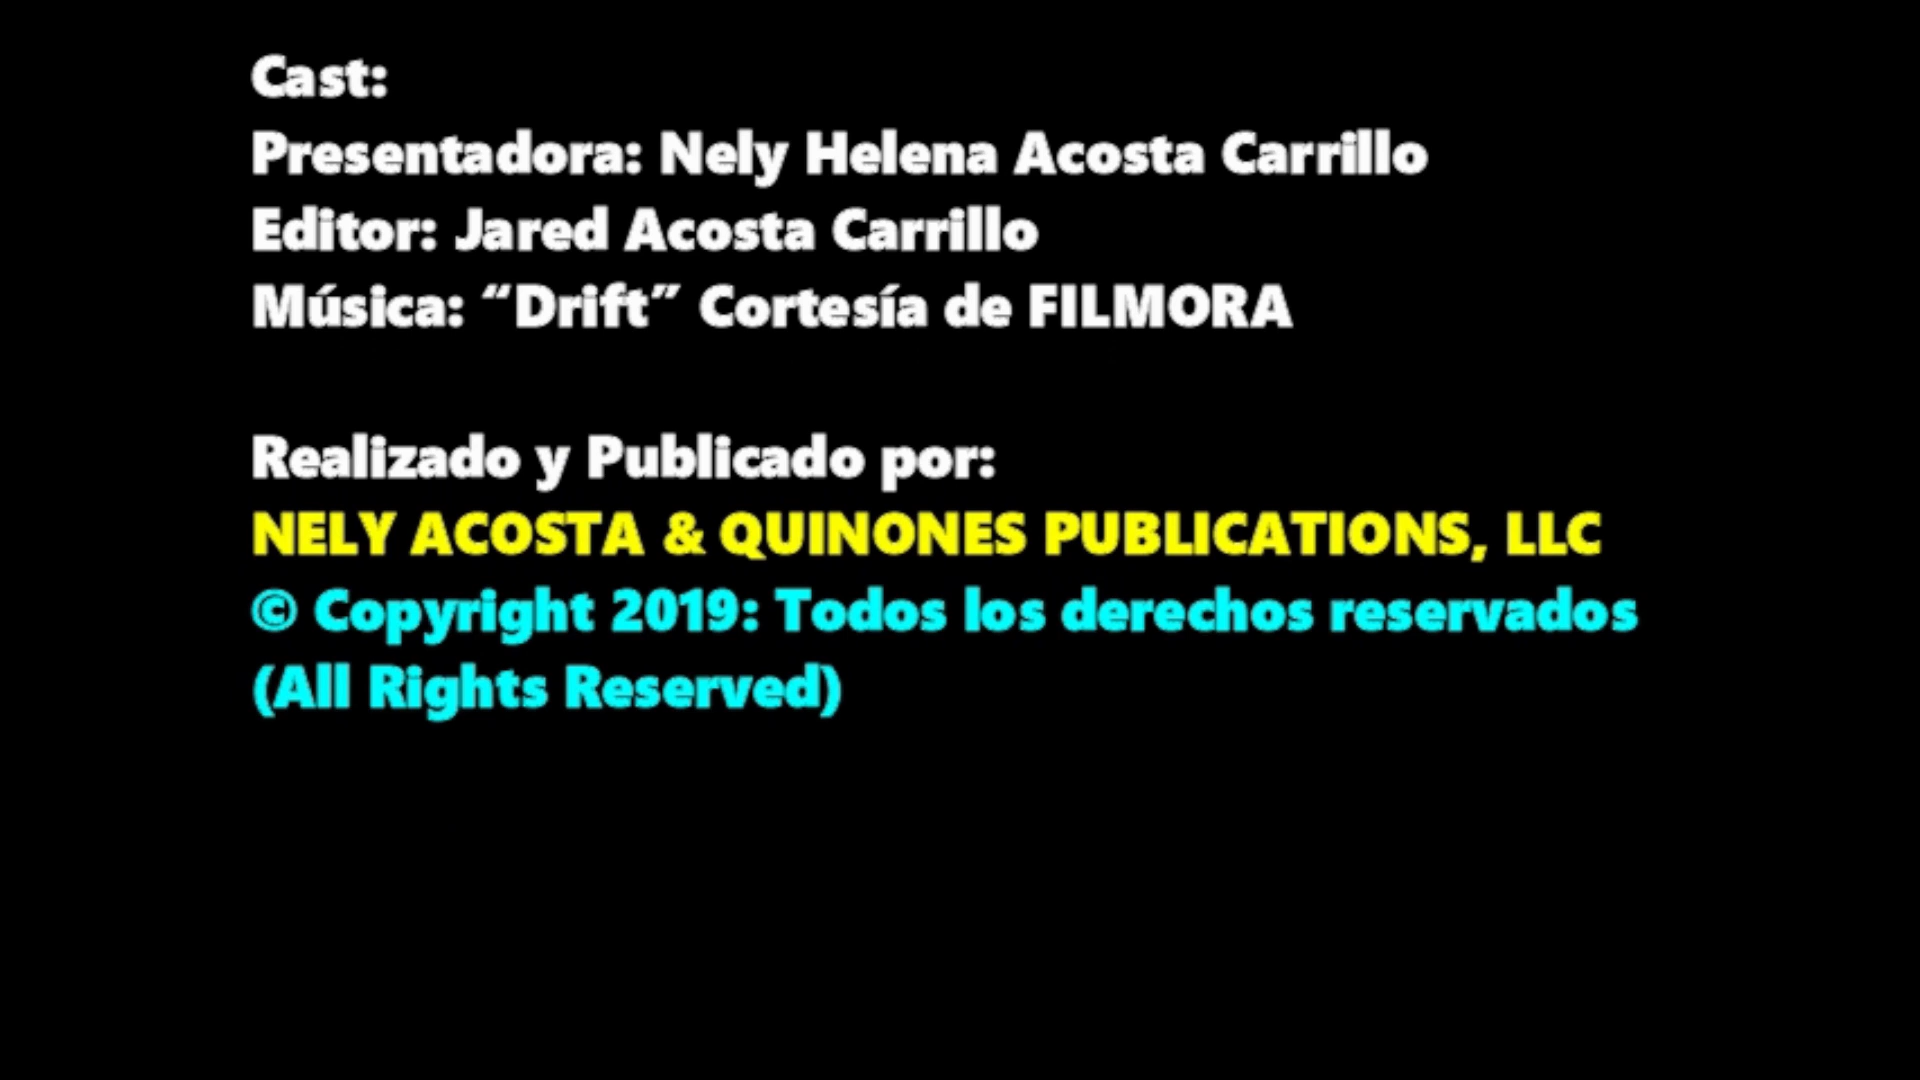 Cast:
Presentadora: Nely Helena Acosta Carrillo
Editor: Jared Acosta Carrillo
Música: “Drift” Cortesía de FILMORA
Realizado y Publicado por:
NELY ACOSTA & QUINONES PUBLICATIONS, LLC
© Copyright 2019: Todos los derechos reservados
(All Rights Reserved)